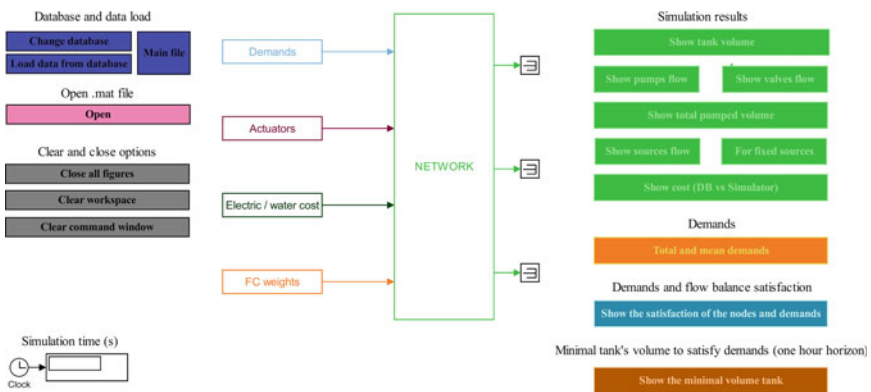 Database and data load
Change database
Load data from database
Main file
Open .mat file
Open
Clear and close options
Close all figures
Clear workspace
Clear command window
Simulation time (s)
Clock
Demands
Actuators
Electric / water cost
FC weights
NETWORK
Simulation results
Show tank volume
Show pumps flow
Show valves flow
Show total pumped volume
Show sources flow
For fixed sources
Show cost (DB vs Simulator)
Demands
Total and mean demands
Demands and flow balance satisfaction
Show the satisfaction of the nodes and demands
Minimal tank's volume to satisfy demands (one hour horizon)
Show the minimal volume tank